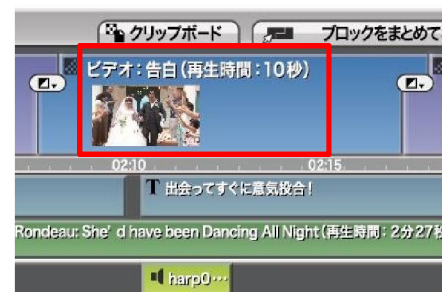 クリップボード
ブロックをまとめて
ビデオ：告白（再生時間：10秒）
02:10
02:15
T 出会ってすぐに意気投合！
Rondeau: She' d have been Dancing All Night（再生時間：2分27秒
harp0…